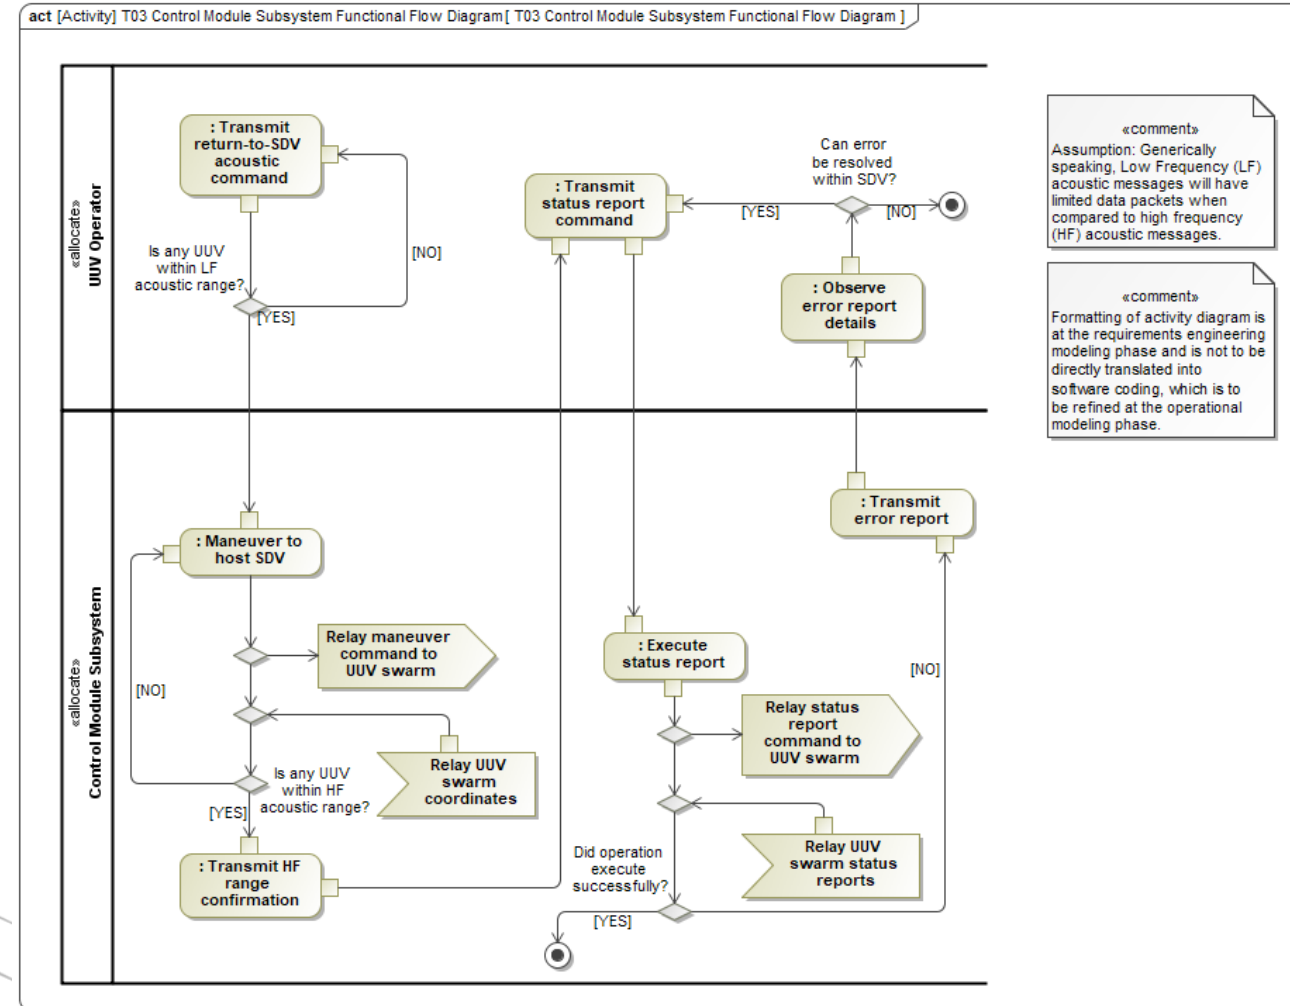 act [Activity] T03 Control Module Subsystem Functional Flow Diagram[ T03 Control Module Subsystem Functional Flow Diagram ]
«allocate»
UUV Operator
: Transmit
return-to-SDV
acoustic
command
Is any UUV
within LF
acoustic range?
[NO]
[YES]
: Transmit
status report
command
Can error
be resolved
within SDV?
[YES]
[NO]
: Observe
error report
details
«comment»
Assumption: Generically
speaking, Low Frequency (LF)
acoustic messages will have
limited data packets when
compared to high frequency
(HF) acoustic messages.
«comment»
Formatting of activity diagram is
at the requirements engineering
modeling phase and is not to be
directly translated into
software coding, which is to
be refined at the operational
modeling phase.
«allocate»
Control Module Subsystem
: Maneuver to
host SDV
Relay maneuver
command to
UUV swarm
[NO]
Relay UUV
swarm
coordinates
Is any UUV
within HF
acoustic range?
[YES]
: Transmit HF
range
confirmation
: Transmit
error report
: Execute
status report
[NO]
Relay status
report
command to
UUV swarm
Relay UUV
swarm status
reports
Did operation
execute
successfully?
[YES]